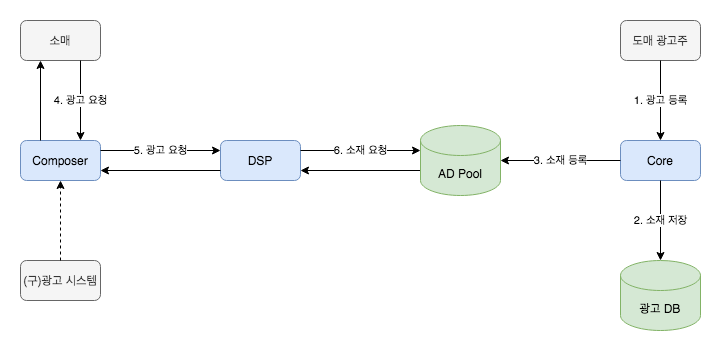 소매
도매 광고주
4. 광고 요청
1. 광고 등록
Composer
5. 광고 요청
DSP
6. 소재 요청
AD Pool
3. 소재 등록
Core
2. 소재 저장
(구)광고 시스템
광고 DB